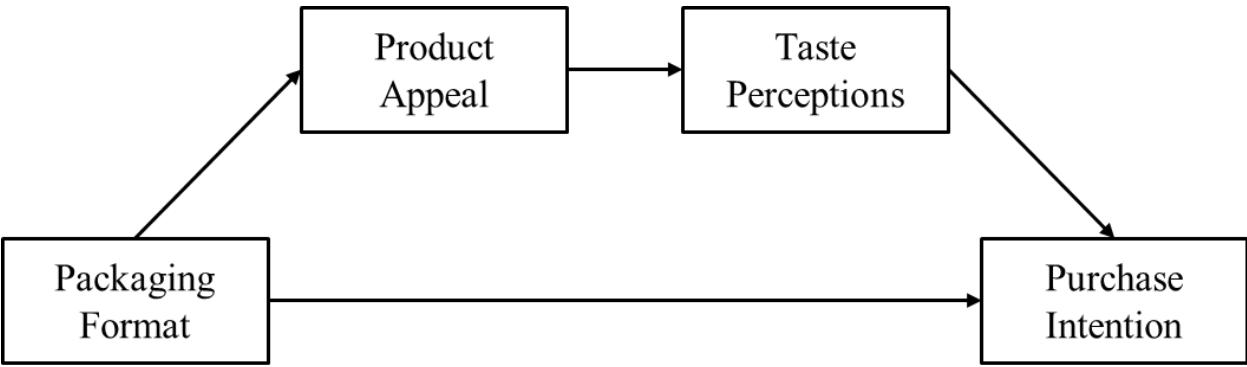 Product
Appeal
Taste
Perceptions
Packaging
Format
Purchase
Intention